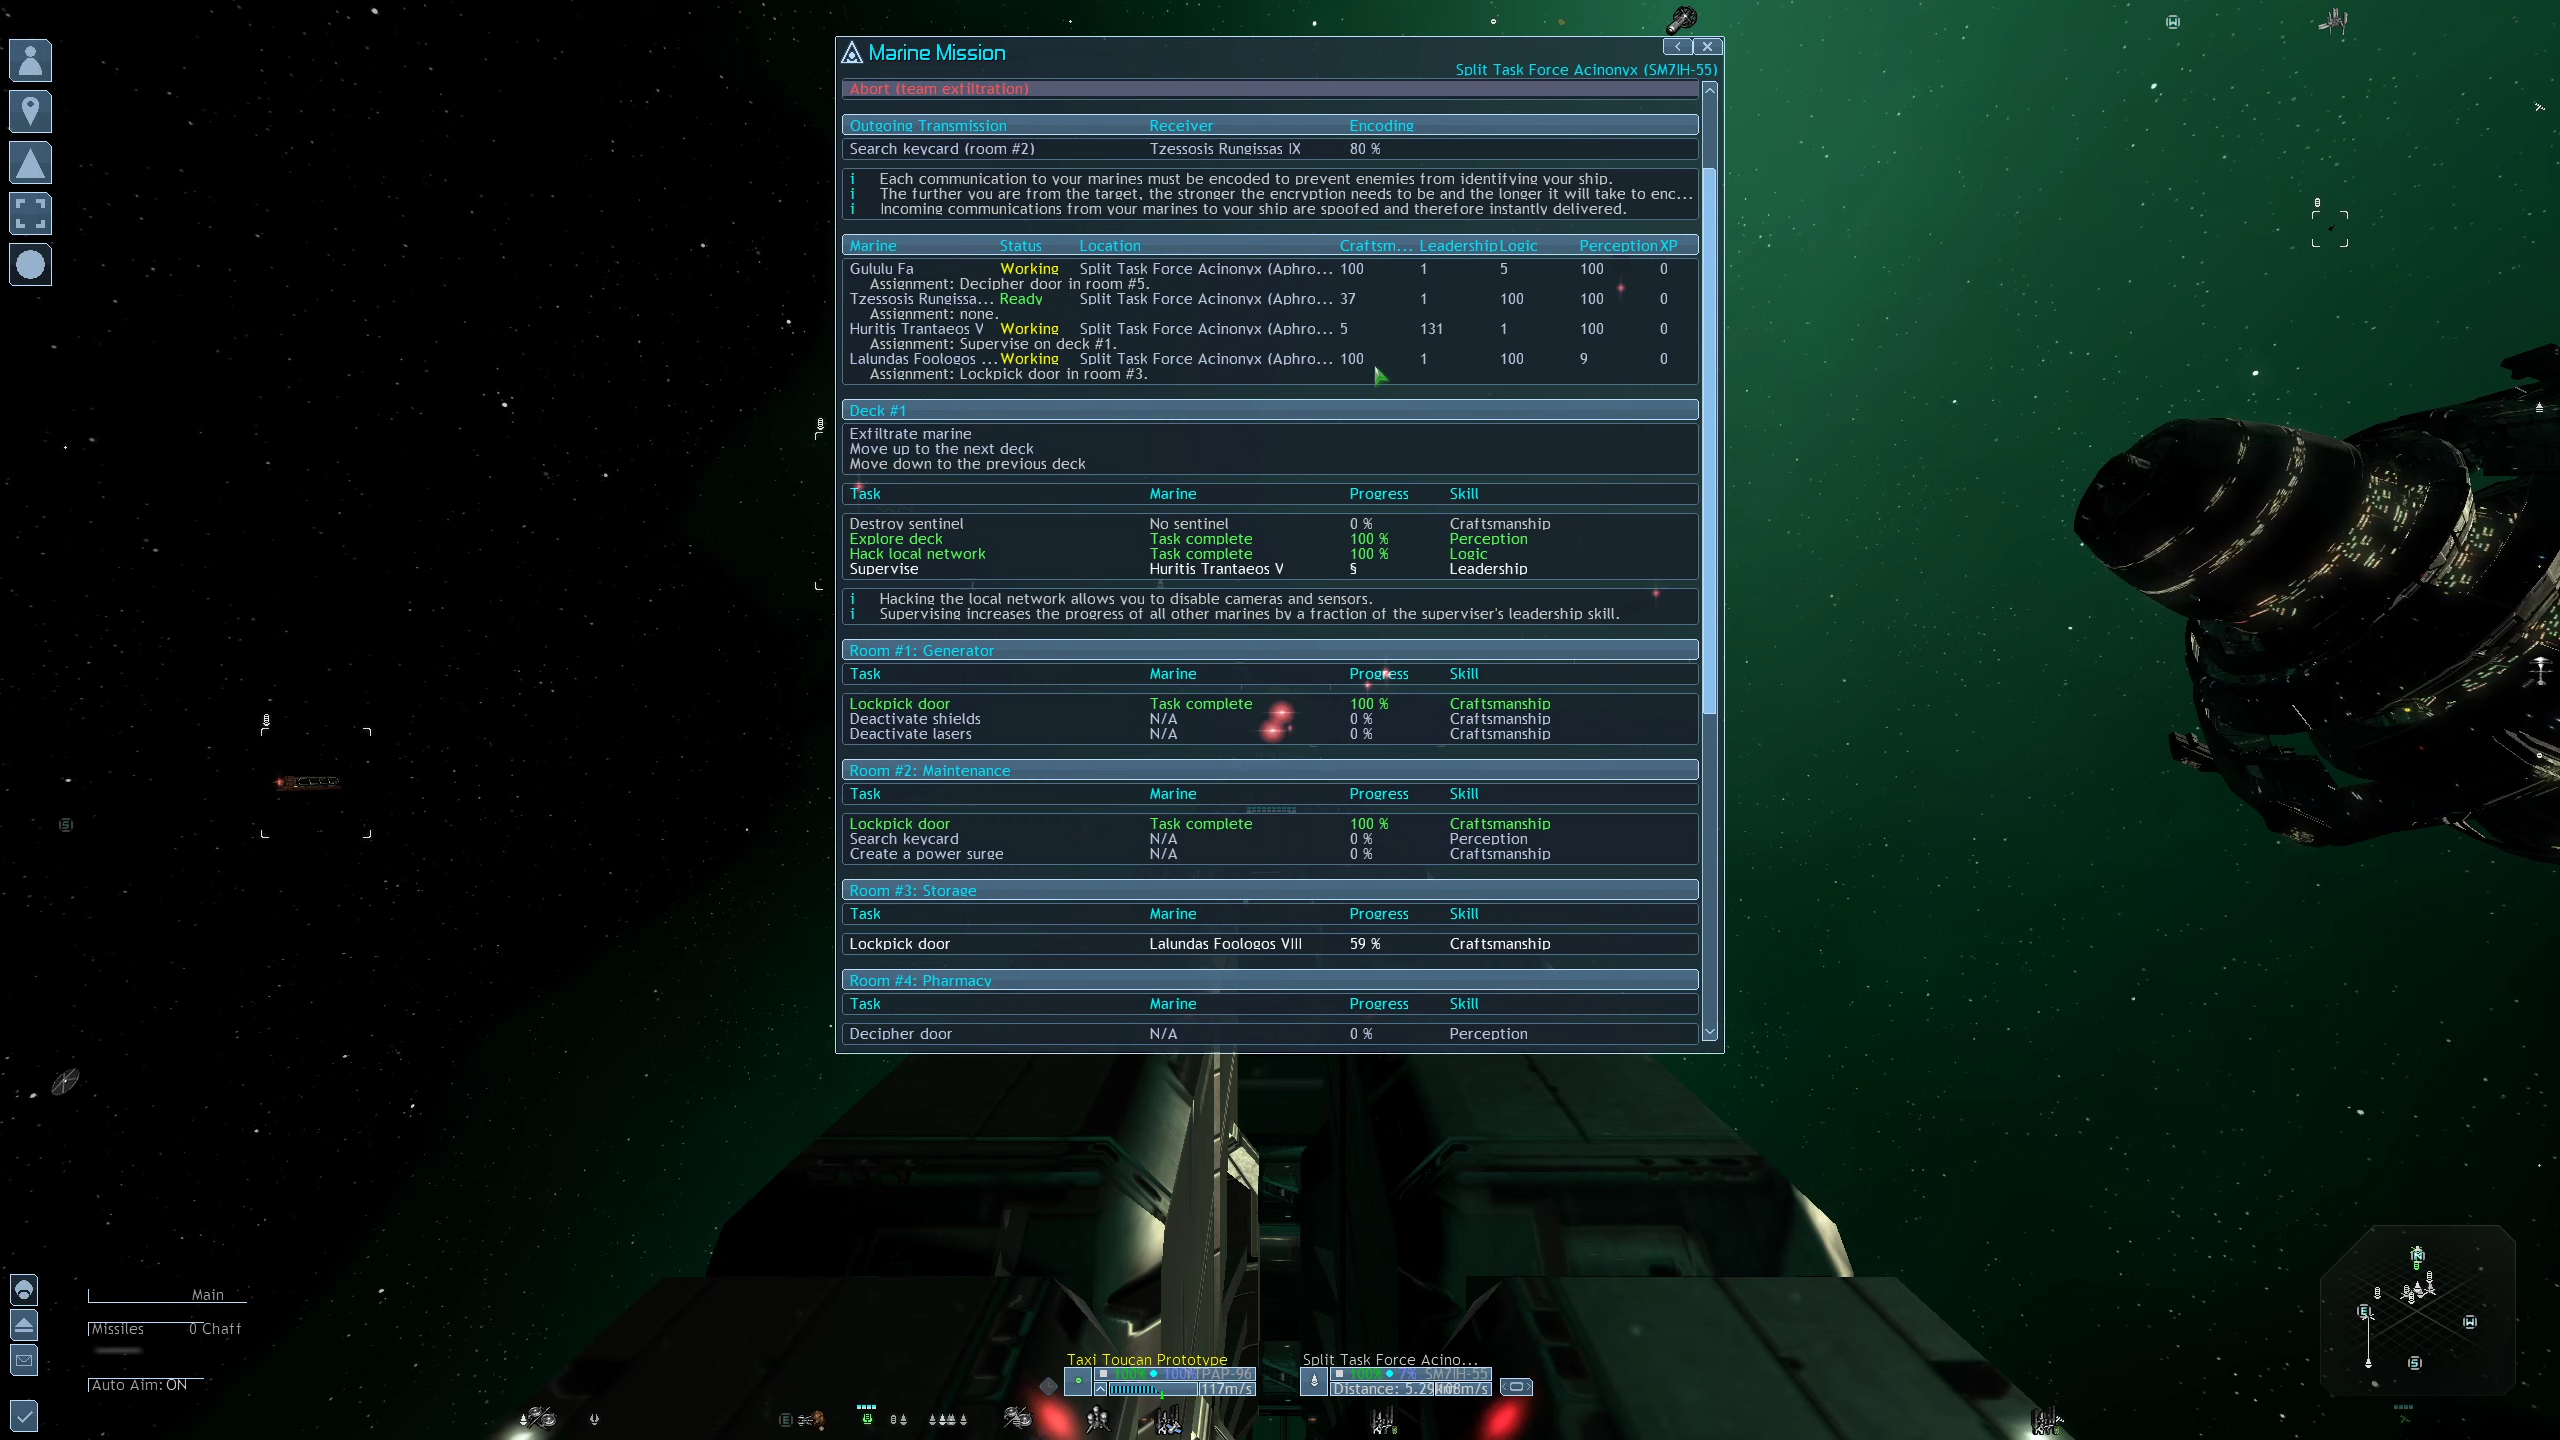 Marine Mission
Split Task Force Acinonyx (SM7IH-55)
Abort (team exfiltration)
Outgoing Transmission Receiver Encoding
Search keycard (room #2) Tzessosis Rungissas IX 80 %
i Each communication to your marines must be encoded to prevent enemies from identifying your ship.
i The further you are from the target, the stronger the encryption needs to be and the longer it will take to enc...
i Incoming communications from your marines to your ship are spoofed and therefore instantly delivered.
Marine Status Location Craftsm... Leadership Logic Perception XP
Gululu Fa Working Split Task Force Acinonyx (Aphro... 100 1 5 100 0
Assignment: Decipher door in room #5.
Tzessosis Rungissa... Ready Split Task Force Acinonyx (Aphro... 37 1 100 100 0
Assignment: none.
Huritis Trantaeos V Working Split Task Force Acinonyx (Aphro... 5 131 1 100 0
Assignment: Supervise on deck #1.
Lalundas Foologos ... Working Split Task Force Acinonyx (Aphro... 100 1 100 9 0
Assignment: Lockpick door in room #3.
Deck #1
Exfiltrate marine
Move up to the next deck
Move down to the previous deck
Task Marine Progress Skill
Destroy sentinel No sentinel 0 % Craftsmanship
Explore deck Task complete 100 % Perception
Hack local network Task complete 100 % Logic
Supervise Huritis Trantaeos V § Leadership
i Hacking the local network allows you to disable cameras and sensors.
i Supervising increases the progress of all other marines by a fraction of the superviser's leadership skill.
Room #1: Generator
Task Marine Progress Skill
Lockpick door Task complete 100 % Craftsmanship
Deactivate shields N/A 0 % Craftsmanship
Deactivate lasers N/A 0 % Craftsmanship
Room #2: Maintenance
Task Marine Progress Skill
Lockpick door Task complete 100 % Craftsmanship
Search keycard N/A 0 % Perception
Create a power surge N/A 0 % Craftsmanship
Room #3: Storage
Task Marine Progress Skill
Lockpick door Lalundas Foologos VIII 59 % Craftsmanship
Room #4: Pharmacy
Task Marine Progress Skill
Decipher door N/A 0 % Perception
Main
Missiles 0 Chaff
Auto Aim: ON
Taxi Toucan Prototype
100% 100% PAP-96
117m/s
Split Task Force Acino...
100% 7% SM7IH-55
Distance: 5.29
N
E
W
S